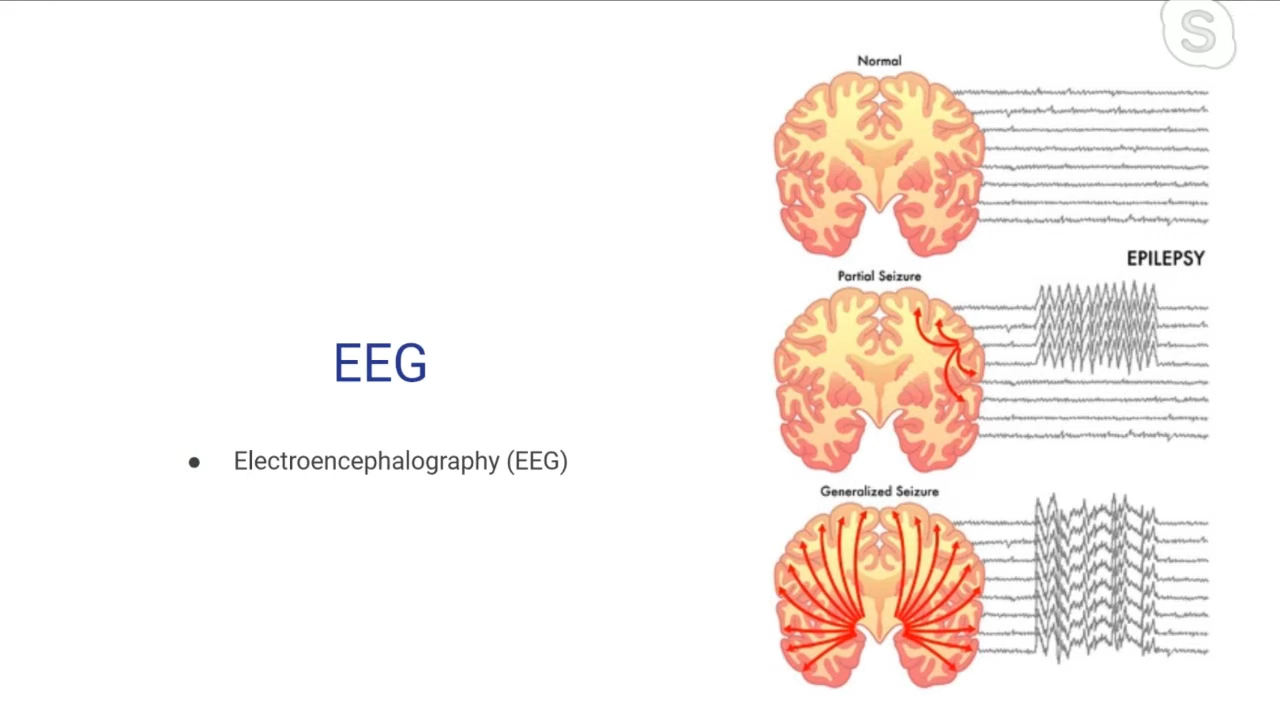 S
Normal
EPILEPSY
Partial Seizure
EEG
● Electroencephalography (EEG)
Generalized Seizure